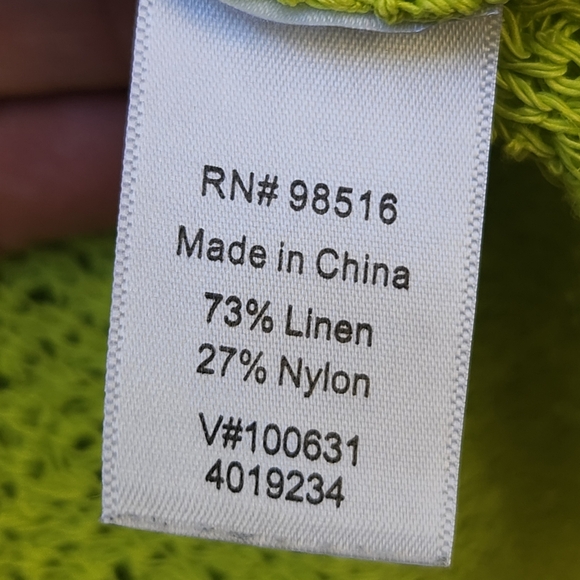 RN# 98516
Made in China
73% Linen
27% Nylon
V#100631
4019234